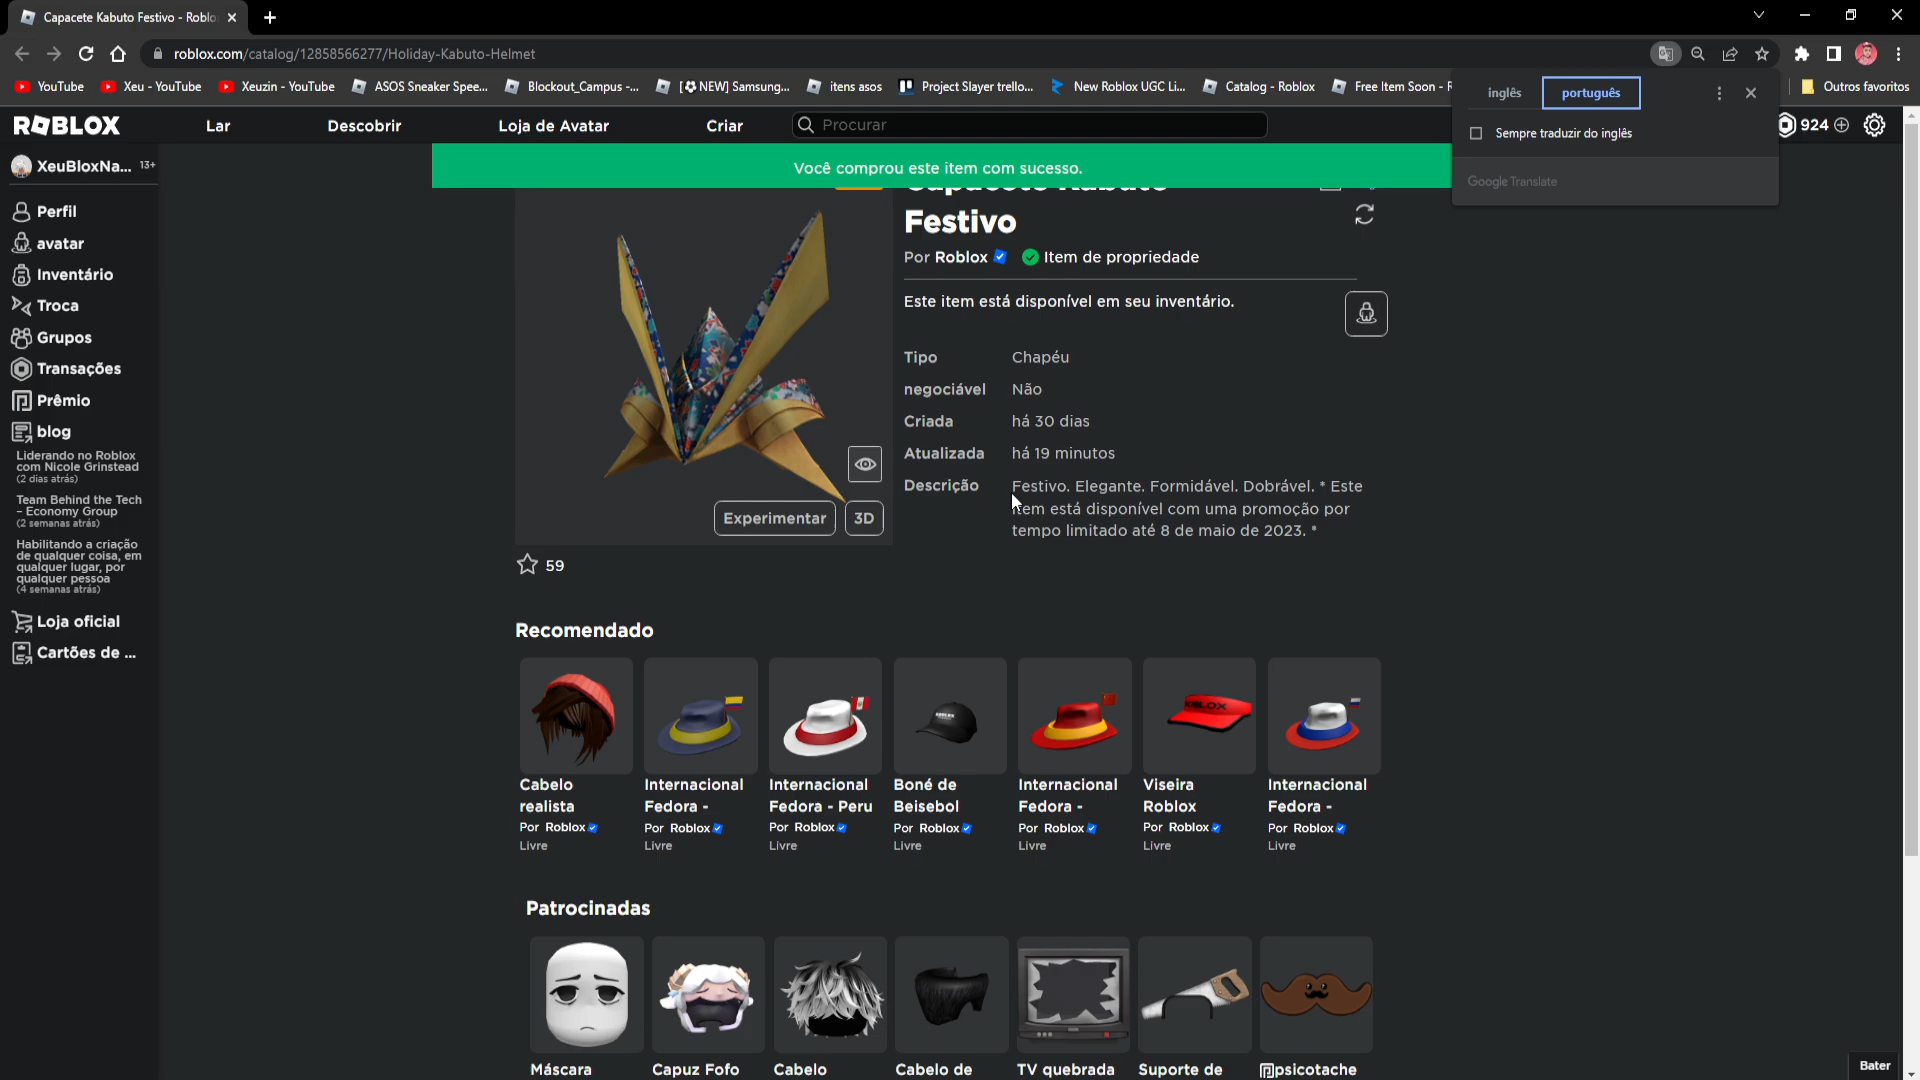 Capacete Kabuto Festivo - Roblo
roblox.com/catalog/12858566277/Holiday-Kabuto-Helmet
YouTube
Xeu - YouTube
Xeuzin - YouTube
ASOS Sneaker Spee...
Blockout_Campus -...
[⚽NEW] Samsung...
itens asos
Project Slayer trello...
New Roblox UGC Li...
Catalog - Roblox
Free Item Soon - R
Outros favoritos
inglês
português
Sempre traduzir do inglês
Google Translate
ROBLOX
Lar
Descobrir
Loja de Avatar
Criar
Procurar
924
XeuBloxNa... 13+
Você comprou este item com sucesso.
Perfil
avatar
Inventário
Troca
Grupos
Transações
Prêmio
blog
Liderando no Roblox
com Nicole Grinstead
(2 dias atrás)
Team Behind the Tech
- Economy Group
(2 semanas atrás)
Habilitando a criação
de qualquer coisa, em
qualquer lugar, por
qualquer pessoa
(4 semanas atrás)
Loja oficial
Cartões de ...
Capacete Kabuto
Festivo
Por Roblox Item de propriedade
Este item está disponível em seu inventário.
Tipo Chapéu
negociável Não
Criada há 30 dias
Atualizada há 19 minutos
Descrição Festivo. Elegante. Formidável. Dobrável. * Este
item está disponível com uma promoção por
tempo limitado até 8 de maio de 2023. *
Experimentar
3D
59
Recomendado
ROBLOX
ROBLOX
Cabelo
realista
Por Roblox
Livre
Internacional
Fedora -
Por Roblox
Livre
Internacional
Fedora - Peru
Por Roblox
Livre
Boné de
Beisebol
Por Roblox
Livre
Internacional
Fedora -
Por Roblox
Livre
Viseira
Roblox
Por Roblox
Livre
Internacional
Fedora -
Por Roblox
Livre
Patrocinadas
Máscara
Capuz Fofo
Cabelo
Cabelo de
TV quebrada
Suporte de
psicotache
Bater